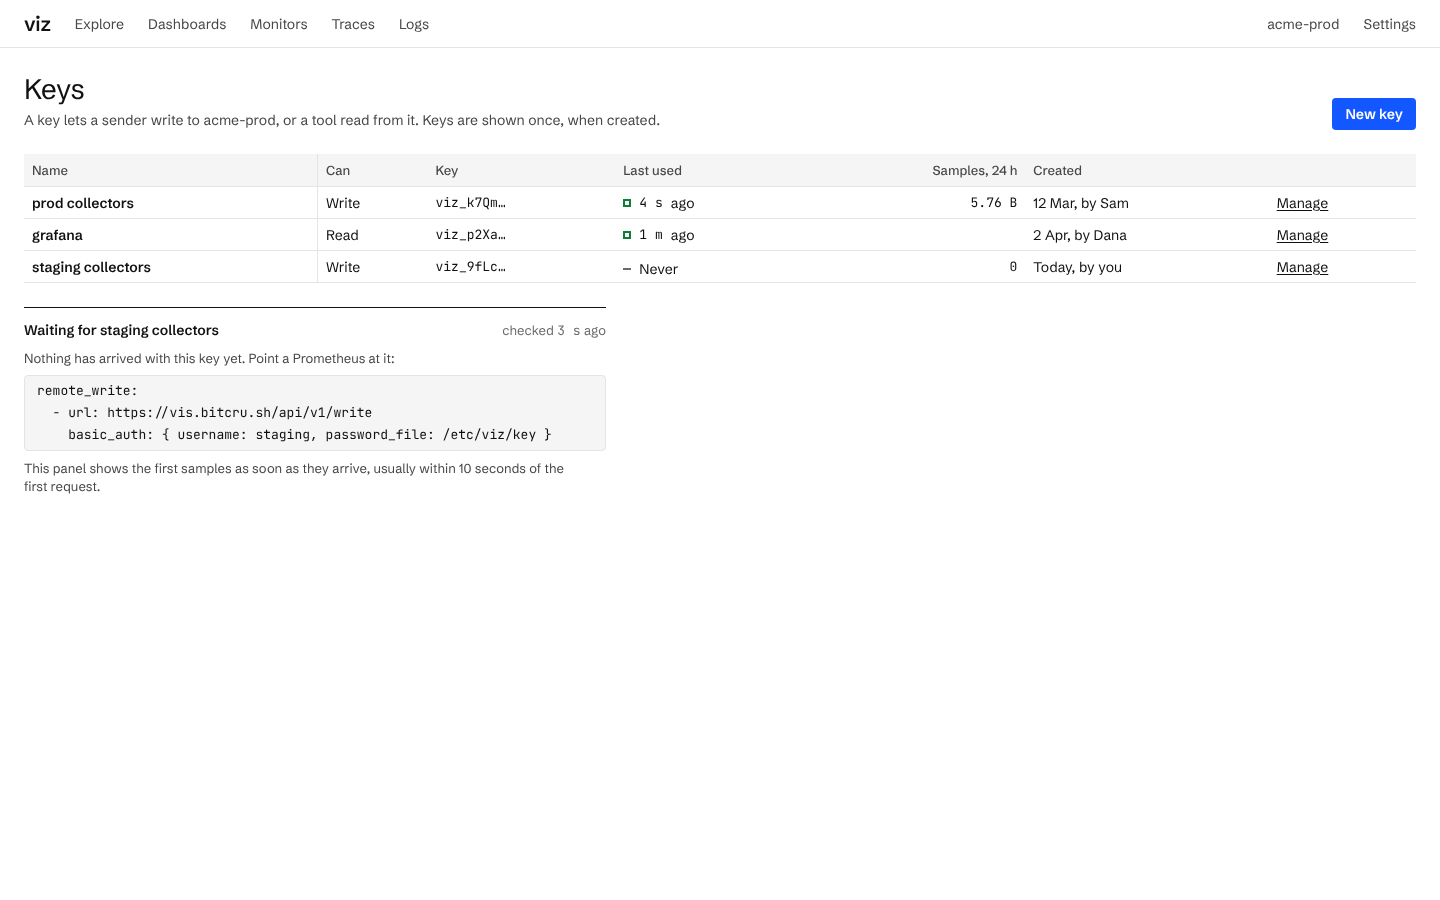 viz Explore Dashboards Monitors Traces Logs acme-prod Settings
Keys
A key lets a sender write to acme-prod, or a tool read from it. Keys are shown once, when created.
New key
Name Can Key Last used Samples, 24 h Created
prod collectors Write viz_k7Qm… 4 s ago 5.76 B 12 Mar, by Sam Manage
grafana Read viz_p2Xa… 1 m ago 2 Apr, by Dana Manage
staging collectors Write viz_9fLc… – Never 0 Today, by you Manage
Waiting for staging collectors checked 3 s ago
Nothing has arrived with this key yet. Point a Prometheus at it:
remote_write:
  - url: https://vis.bitcru.sh/api/v1/write
    basic_auth: { username: staging, password_file: /etc/viz/key }
This panel shows the first samples as soon as they arrive, usually within 10 seconds of the
first request.